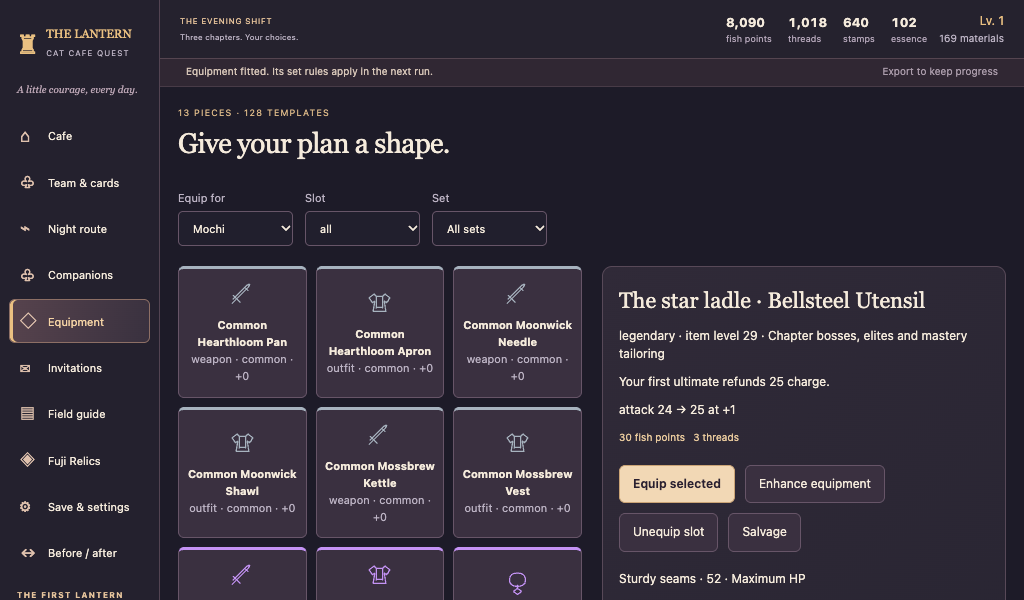 THE LANTERN
CAT CAFE QUEST
A little courage, every day.
Cafe
Team & cards
Night route
Companions
Equipment
Invitations
Field guide
Fuji Relics
Save & settings
Before / after
THE FIRST LANTERN
THE EVENING SHIFT
Three chapters. Your choices.
8,090
fish points
1,018
threads
640
stamps
102
essence
Lv. 1
169 materials
Equipment fitted. Its set rules apply in the next run.
Export to keep progress
13 PIECES · 128 TEMPLATES
Give your plan a shape.
Equip for
Slot
Set
Mochi
all
All sets
Common
Hearthloom Pan
weapon · common ·
+0
Common
Hearthloom Apron
outfit · common · +0
Common Moonwick
Needle
weapon · common ·
+0
Common Moonwick
Shawl
outfit · common · +0
Common Mossbrew
Kettle
weapon · common ·
+0
Common Mossbrew
Vest
outfit · common · +0
The star ladle · Bellsteel Utensil
legendary · item level 29 · Chapter bosses, elites and mastery
tailoring
Your first ultimate refunds 25 charge.
attack 24 → 25 at +1
30 fish points 3 threads
Equip selected
Enhance equipment
Unequip slot
Salvage
Sturdy seams · 52 · Maximum HP